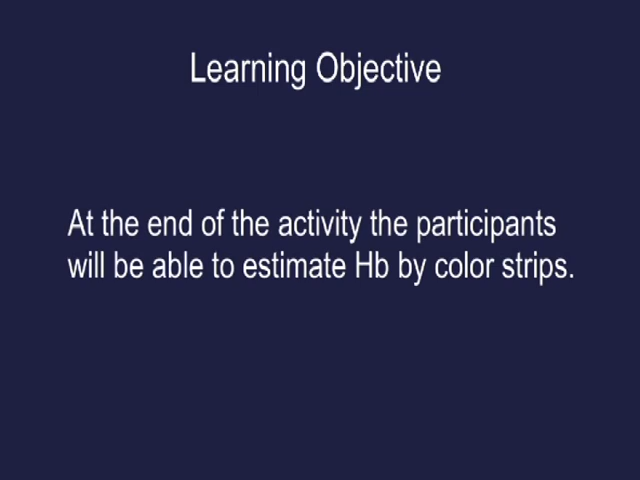 Learning Objective
At the end of the activity the participants
will be able to estimate Hb by color strips.